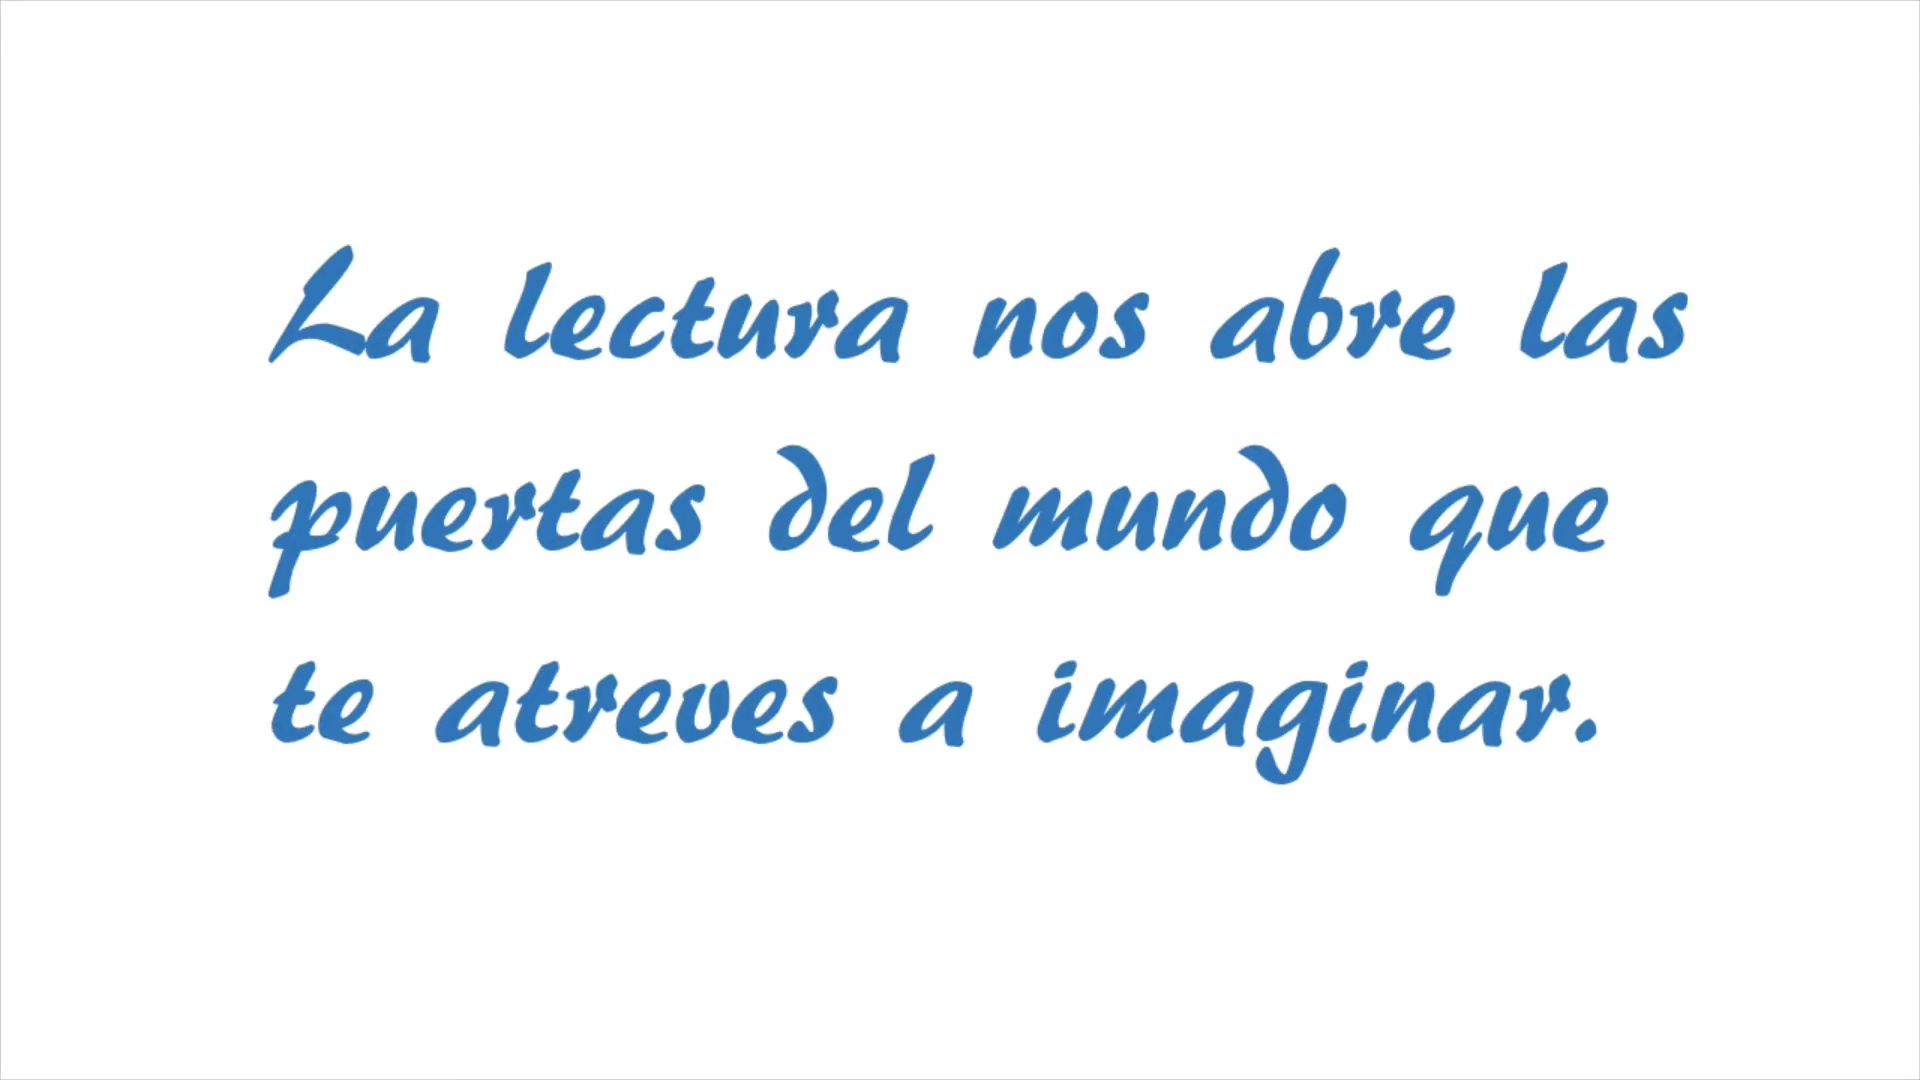 La lectura nos abre las
puertas del mundo que
te atreves a imaginar.